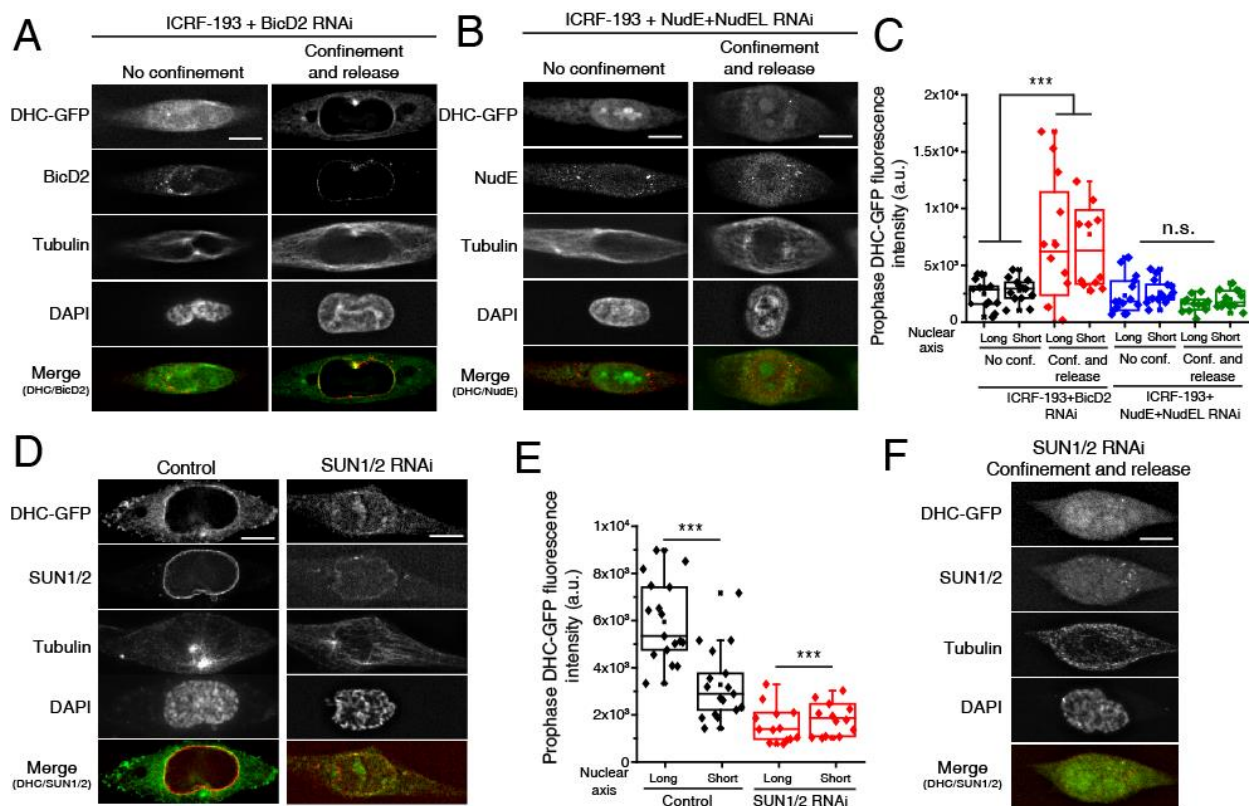 A
ICRF-193 + BicD2 RNAi
No confinement
Confinement
and release
DHC-GFP
BicD2
Tubulin
DAPI
Merge
(DHC/BicD2)
B
ICRF-193 + NudE+NudEL RNAi
No confinement
Confinement
and release
DHC-GFP
NudE
Tubulin
DAPI
Merge
(DHC/NudE)
C
Prophase DHC-GFP fluorescence
intensity (a.u.)
2x10⁴
1.5x10⁴
1x10⁴
5x10³
0
***
n.s.
Nuclear
axis
Long Short Long Short Long Short Long Short
No conf. Conf. and release No conf. Conf. and release
ICRF-193+BicD2
RNAi
ICRF-193+
NudE+NudEL RNAi
D
Control
SUN1/2 RNAi
DHC-GFP
SUN1/2
Tubulin
DAPI
Merge
(DHC/SUN1/2)
E
Prophase DHC-GFP fluorescence
intensity (a.u.)
1x10⁴
8x10³
6x10³
4x10³
2x10³
0
***
***
Nuclear
axis
Long Short Long Short
Control SUN1/2 RNAi
F
SUN1/2 RNAi
Confinement and release
DHC-GFP
SUN1/2
Tubulin
DAPI
Merge
(DHC/SUN1/2)